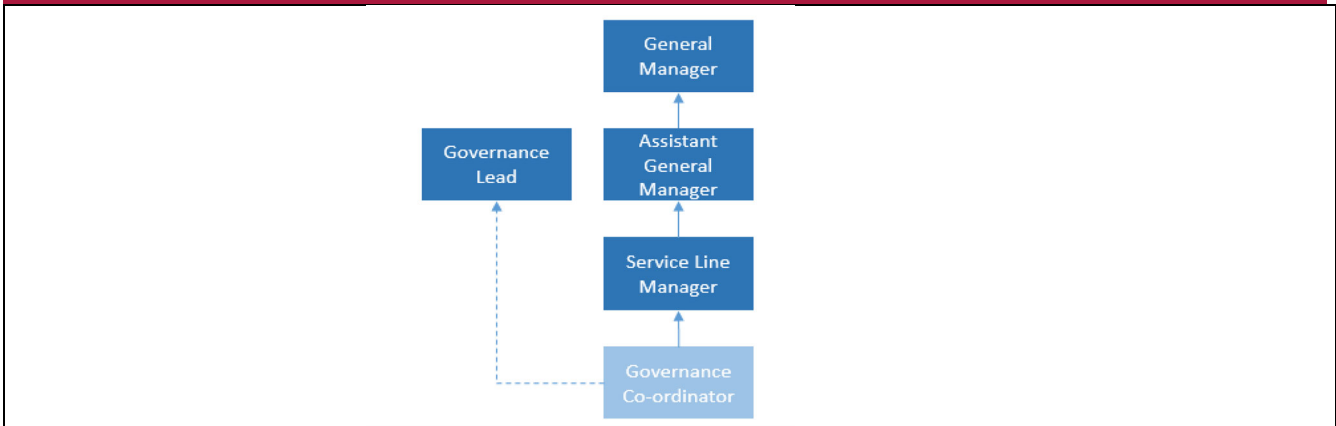 General
Manager
Governance
Lead
Assistant
General
Manager
Service Line
Manager
Governance
Co-ordinator